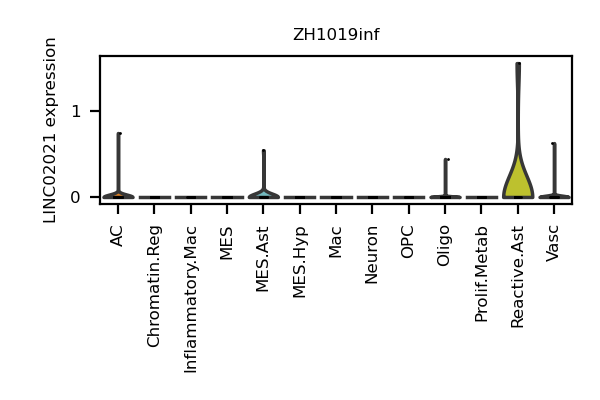 ZH1019inf
LINC02021 expression
1
0
AC
Chromatin.Reg
Inflammatory.Mac
MES
MES.Ast
MES.Hyp
Mac
Neuron
OPC
Oligo
Prolif.Metab
Reactive.Ast
Vasc